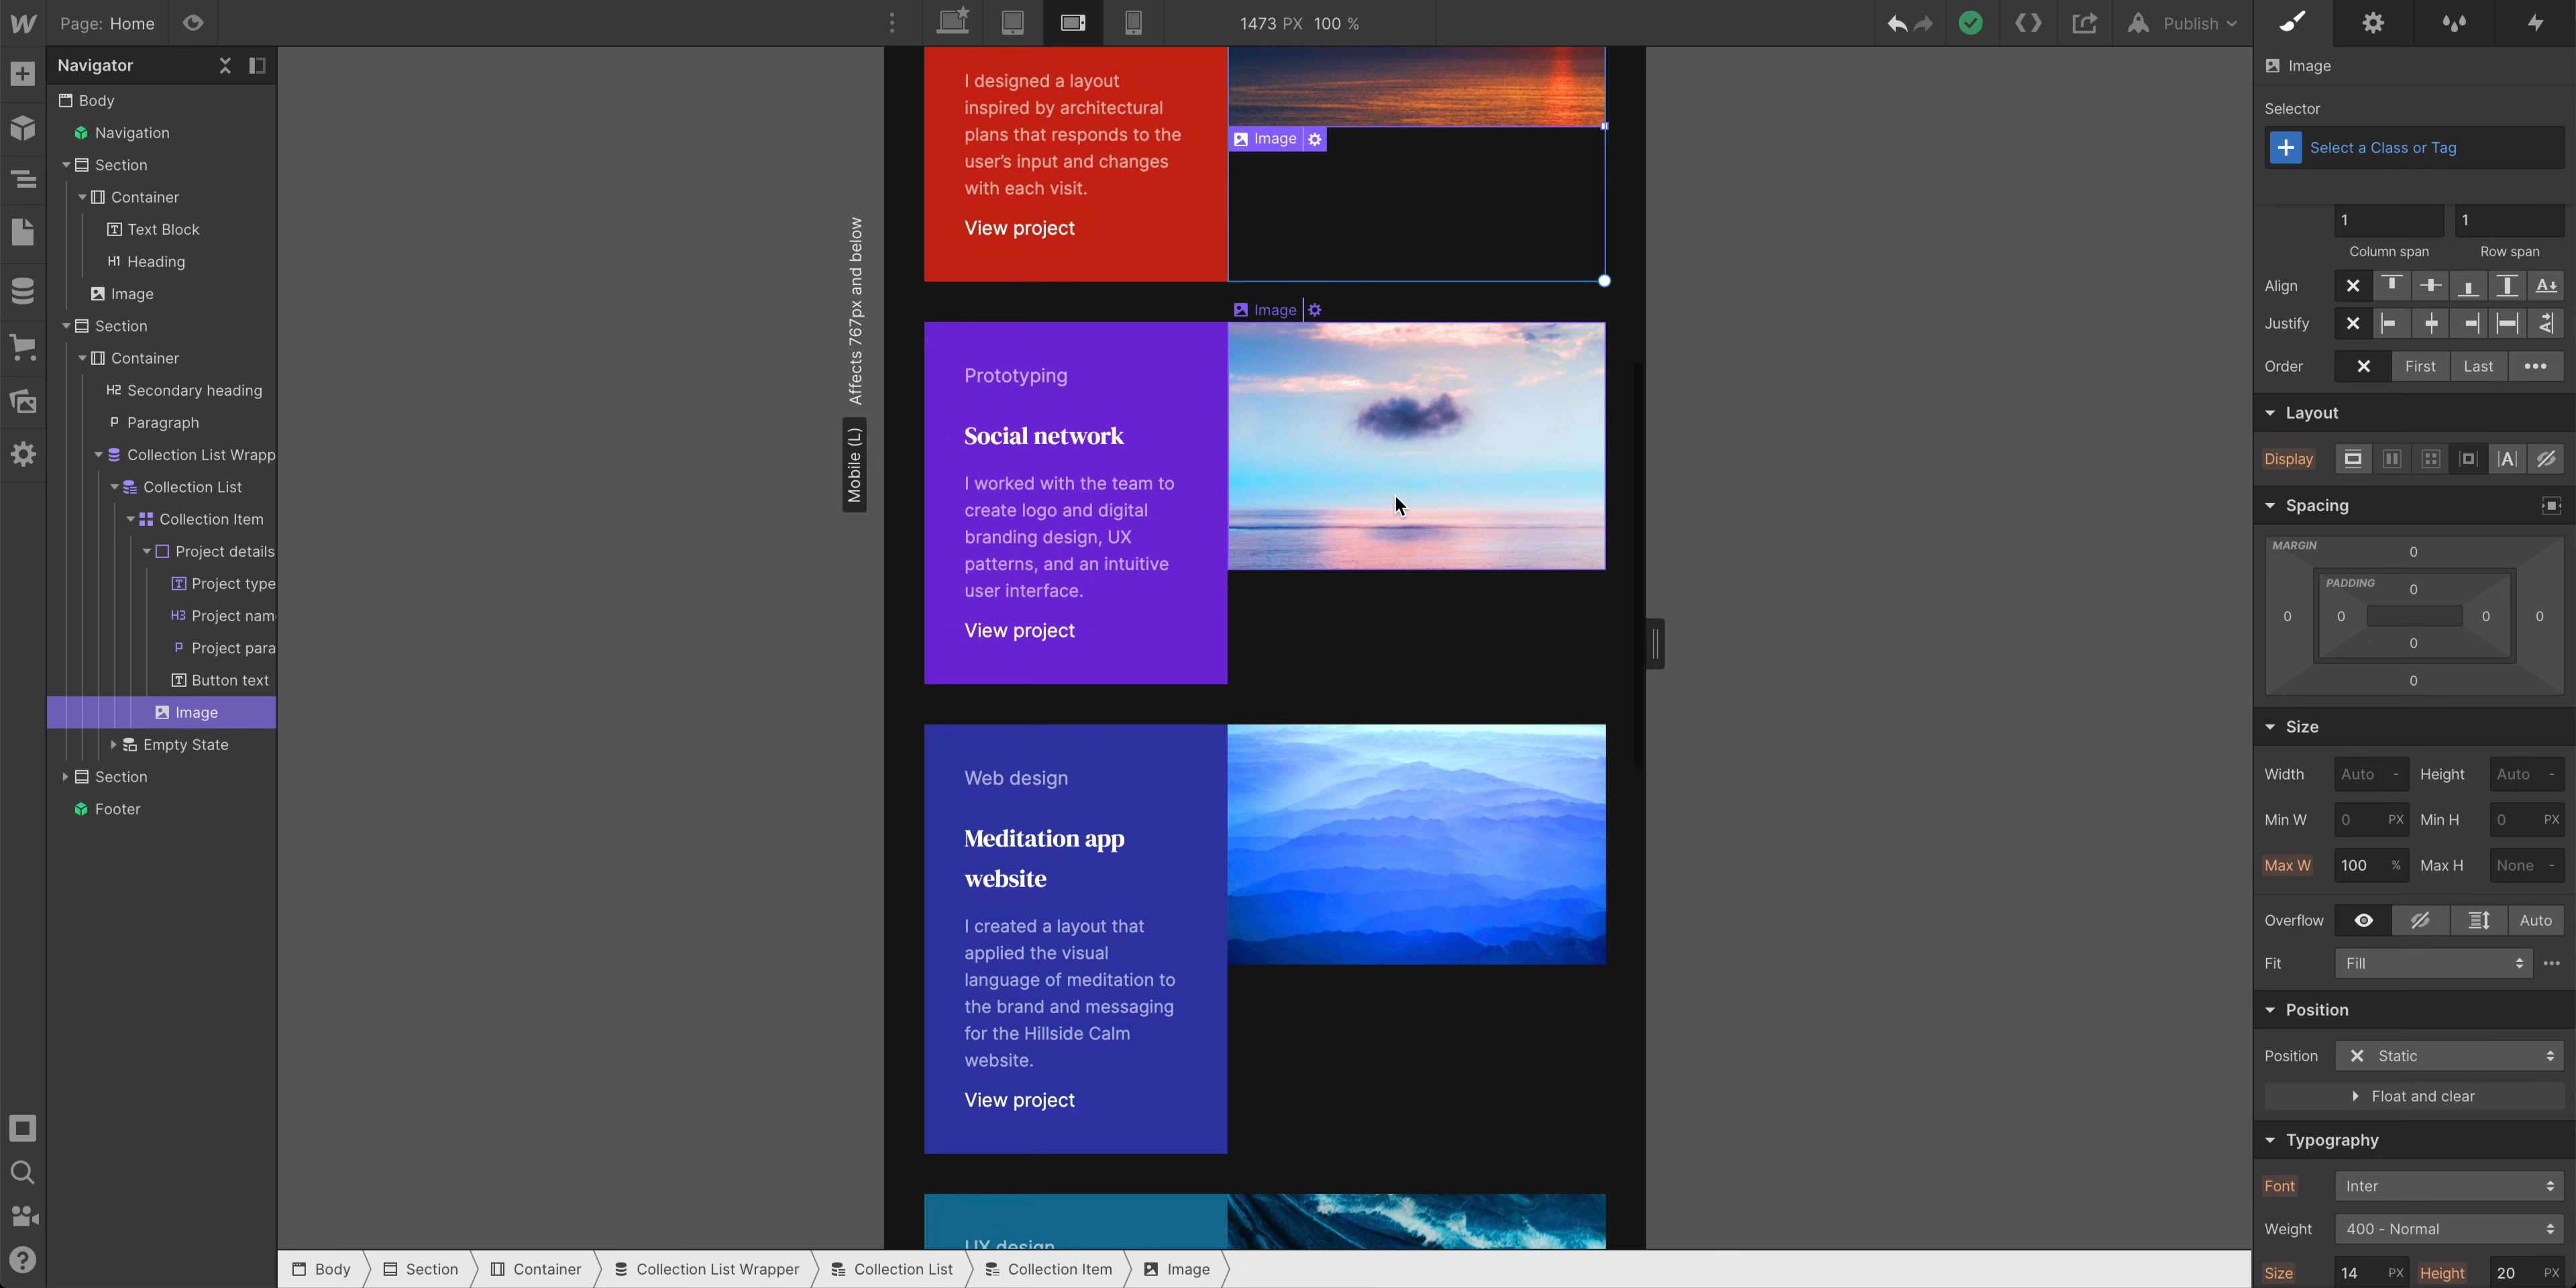 Page: Home
1473 PX 100 %
Publish
Navigator
Body
Navigation
Section
Container
Text Block
H1 Heading
Image
Section
Container
H2 Secondary heading
P Paragraph
Collection List Wrapp
Collection List
Collection Item
Project details
Project type
H3 Project nam
P Project para
Button text
Image
Empty State
Section
Footer
Affects 767px and below
Mobile (L)
I designed a layout
inspired by architectural
plans that responds to the
user's input and changes
with each visit.
View project
Image
Image
Prototyping
Social network
I worked with the team to
create logo and digital
branding design, UX
patterns, and an intuitive
user interface.
View project
Web design
Meditation app
website
I created a layout that
applied the visual
language of meditation to
the brand and messaging
for the Hillside Calm
website.
View project
UX design
Body
Section
Container
Collection List Wrapper
Collection List
Collection Item
Image
Image
Selector
Select a Class or Tag
1 1
Column span Row span
Align
Justify
Order First Last
Layout
Display
Spacing
MARGIN 0
PADDING 0
0 0 0 0
0
0
Size
Width Auto - Height Auto -
Min W 0 PX Min H 0 PX
Max W 100 % Max H None -
Overflow Auto
Fit Fill
Position
Position Static
Float and clear
Typography
Font Inter
Weight 400 - Normal
Size 14 PX Height 20 PX